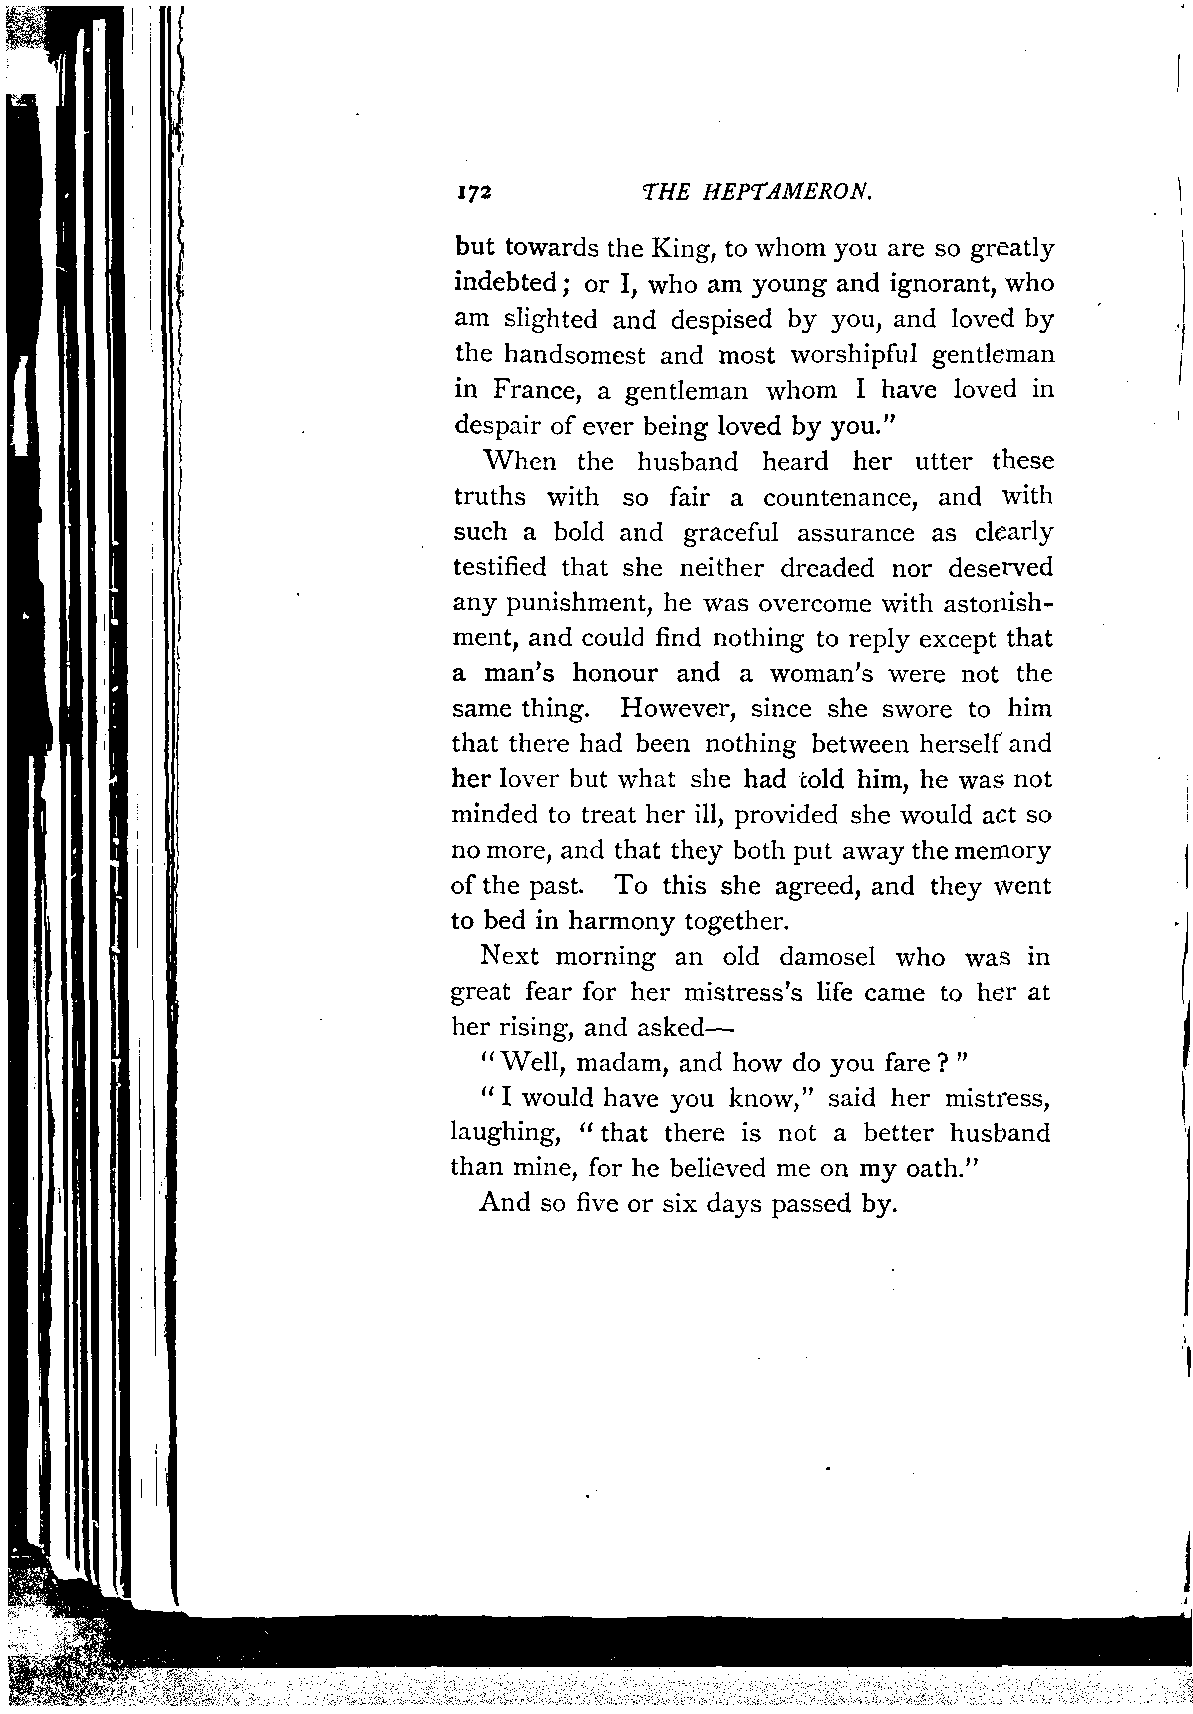 172 THE HEPTAMERON.
but towards the King, to whom you are so greatly
indebted; or I, who am young and ignorant, who
am slighted and despised by you, and loved by
the handsomest and most worshipful gentleman
in France, a gentleman whom I have loved in
despair of ever being loved by you."
When the husband heard her utter these
truths with so fair a countenance, and with
such a bold and graceful assurance as clearly
testified that she neither dreaded nor deserved
any punishment, he was overcome with astonish-
ment, and could find nothing to reply except that
a man's honour and a woman's were not the
same thing. However, since she swore to him
that there had been nothing between herself and
her lover but what she had told him, he was not
minded to treat her ill, provided she would act so
no more, and that they both put away the memory
of the past. To this she agreed, and they went
to bed in harmony together.
Next morning an old damosel who was in
great fear for her mistress's life came to her at
her rising, and asked—
"Well, madam, and how do you fare?"
"I would have you know," said her mistress,
laughing, "that there is not a better husband
than mine, for he believed me on my oath."
And so five or six days passed by.